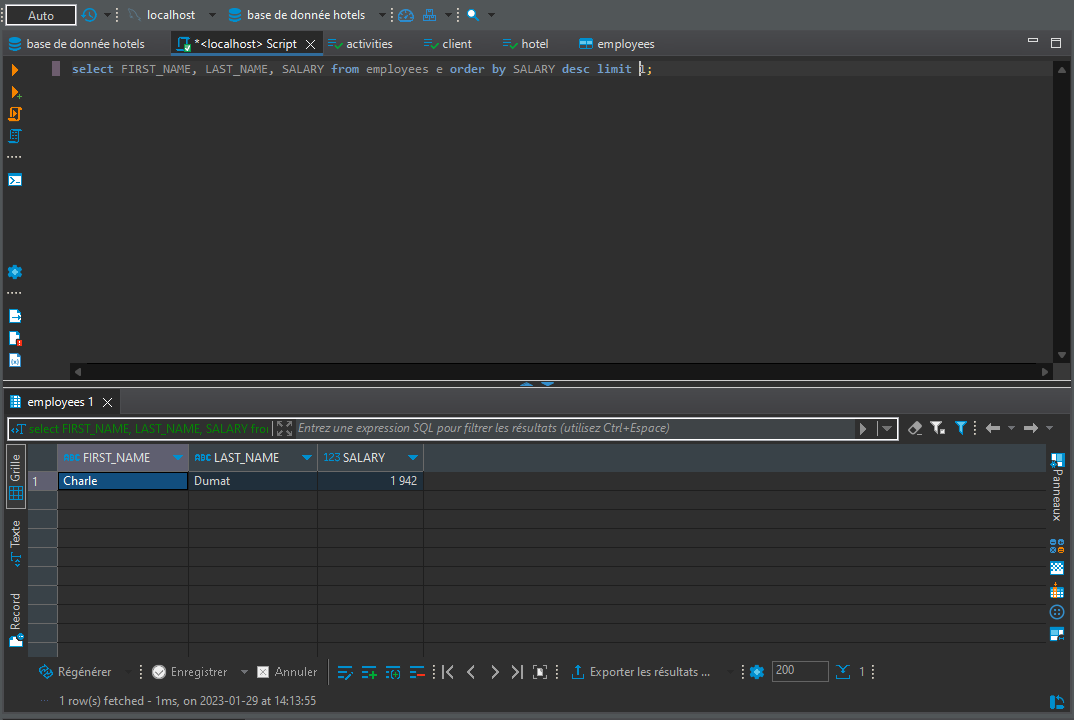 Auto localhost base de donnée hotels
base de donnée hotels *<localhost> Script activities client hotel employees
select FIRST_NAME, LAST_NAME, SALARY from employees e order by SALARY desc limit 1;
employees 1
select FIRST_NAME, LAST_NAME, SALARY from Entrez une expression SQL pour filtrer les résultats (utilisez Ctrl+Espace)
Grille
Texte
Record
ABC FIRST_NAME ABC LAST_NAME 123 SALARY
1 Charle Dumat 1 942
Panneaux
Régénérer Enregistrer Annuler Exporter les résultats ... 200 1
1 row(s) fetched - 1ms, on 2023-01-29 at 14:13:55